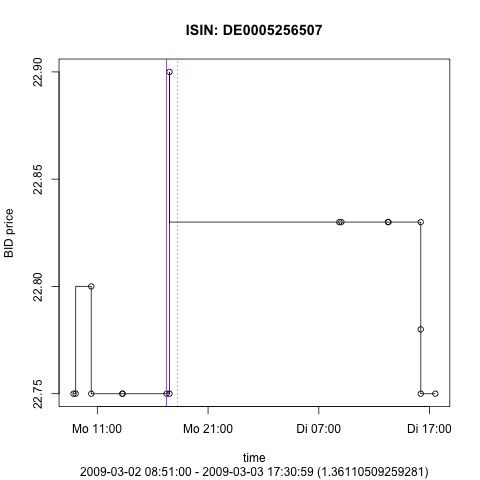 ISIN: DE0005256507
BID price
22.90
22.85
22.80
22.75
Mo 11:00 Mo 21:00 Di 07:00 Di 17:00
time
2009-03-02 08:51:00 - 2009-03-03 17:30:59 (1.36110509259281)